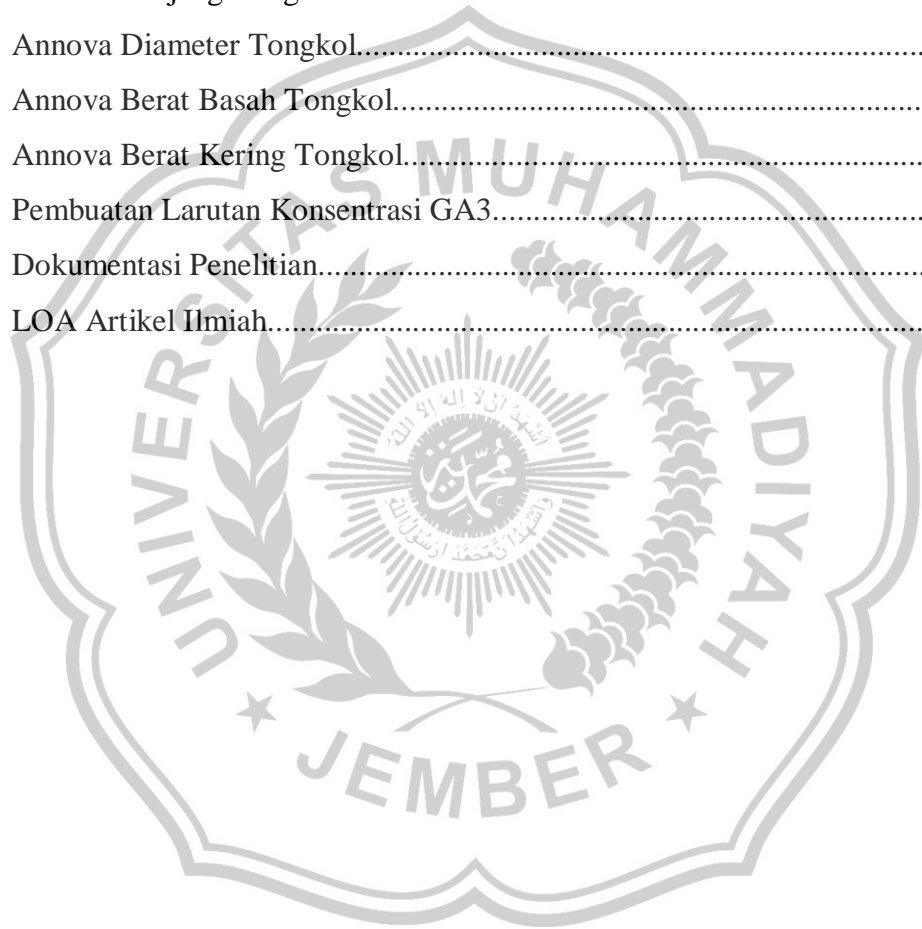 Annova Diameter Tongkol
Annova Berat Basah Tongkol
Annova Berat Kering Tongkol
Pembuatan Larutan Konsentrasi GA3
Dokumentasi Penelitian
LOA Artikel Ilmiah
UNIVERSITAS MUHAMMADIYAH
JEMBER